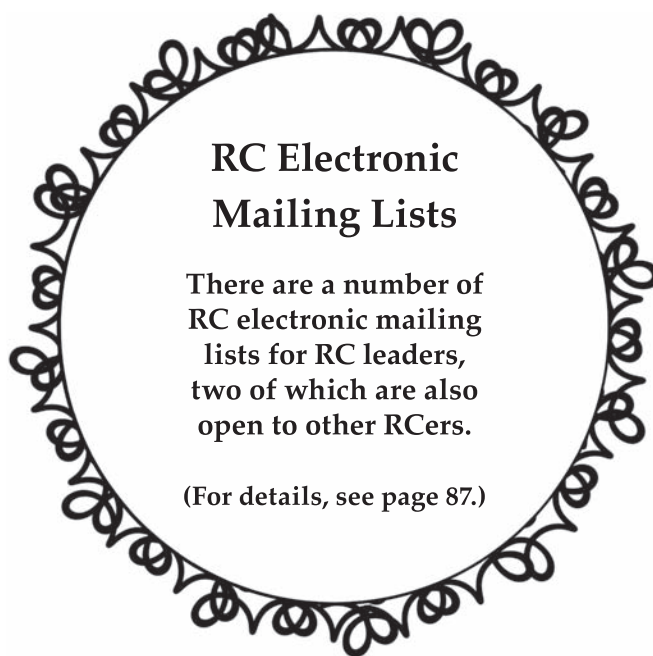 RC Electronic
Mailing Lists
There are a number of
RC electronic mailing
lists for RC leaders,
two of which are also
open to other RCers.
(For details, see page 87.)